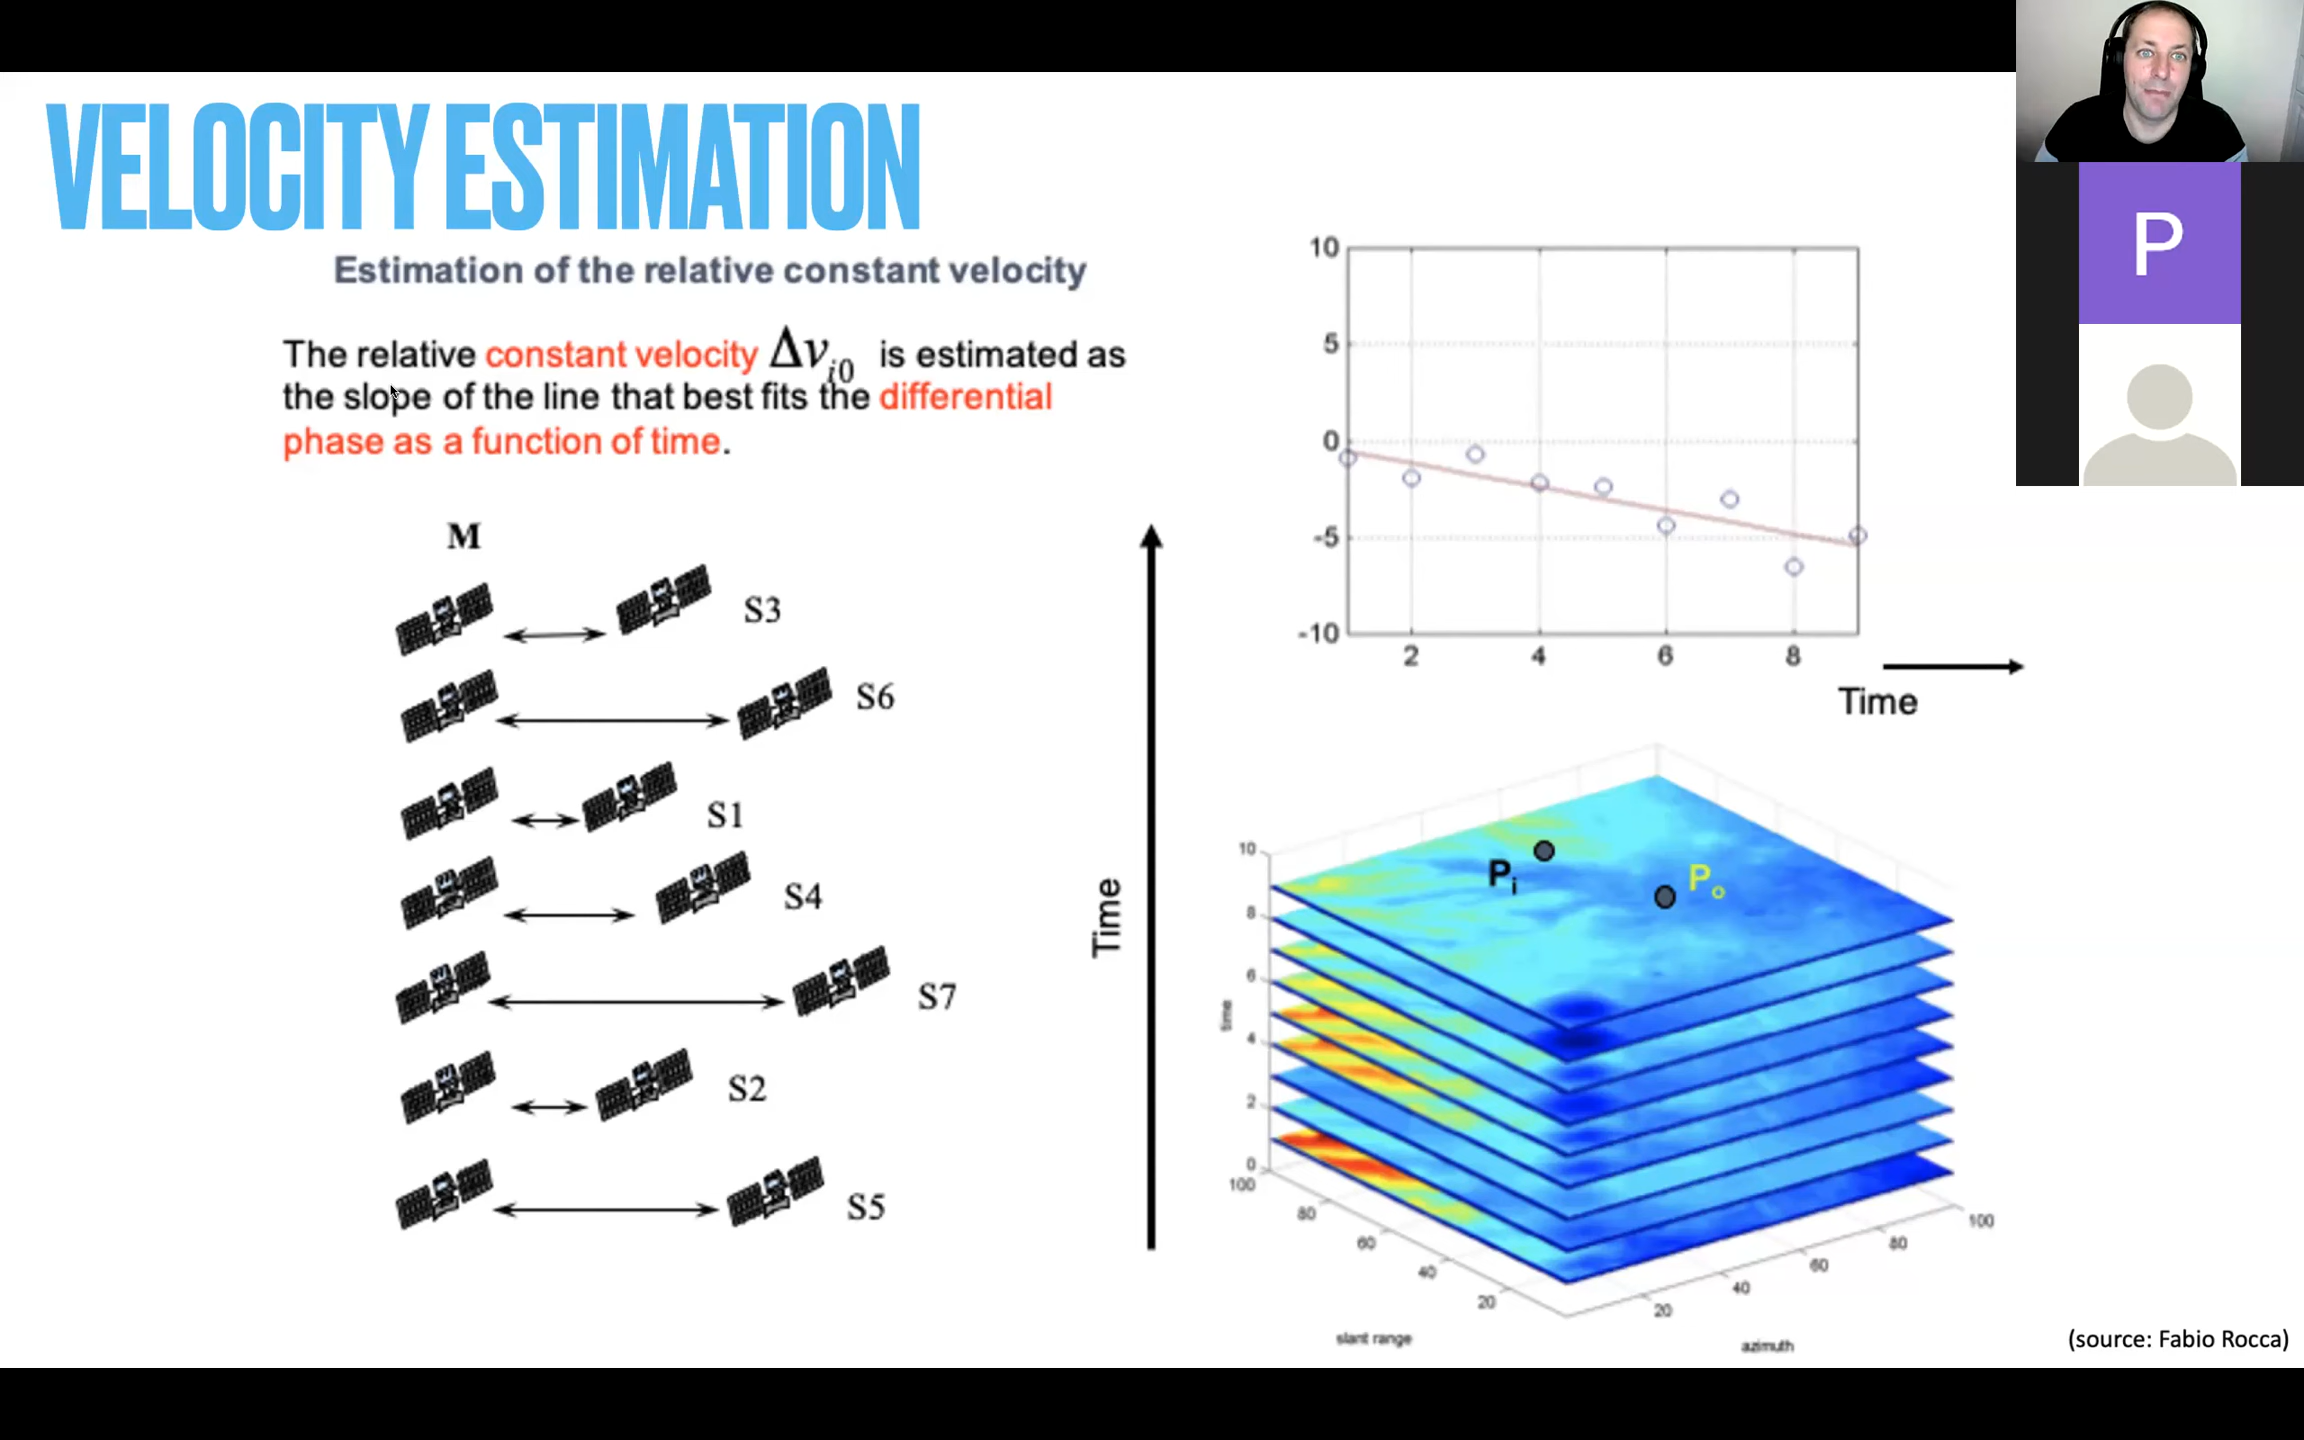 VELOCITY ESTIMATION
Estimation of the relative constant velocity
The relative constant velocity Δv_i0 is estimated as
the slope of the line that best fits the differential
phase as a function of time.
M
S3
S6
S1
S4
S7
S2
S5
Time
10
5
0
-5
-10
2 4 6 8
Time
P_i
P_o
10
8
6
4
2
0
time
100
80
60
40
20
slant range
20
40
60
80
100
azimuth
(source: Fabio Rocca)
P